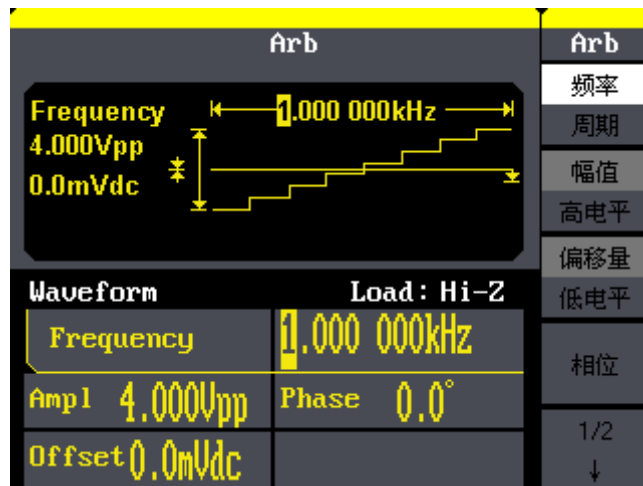 Arb
Arb
Frequency
1.000 000kHz
4.000Vpp
0.0mVdc
Waveform
Load: Hi-Z
Frequency
1.000 000kHz
Ampl 4.000Vpp
Phase 0.0°
Offset 0.0mVdc
频率
周期
幅值
高电平
偏移量
低电平
相位
1/2
↓